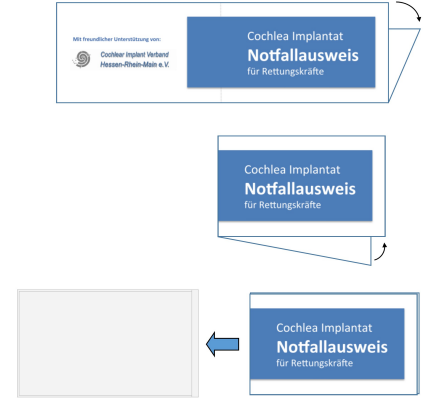 Mit freundlicher Unterstützung von:
Cochlear Implant Verband
Hessen-Rhein-Main e.V.
Cochlea Implantat
Notfallausweis
für Rettungskräfte
Cochlea Implantat
Notfallausweis
für Rettungskräfte
Cochlea Implantat
Notfallausweis
für Rettungskräfte